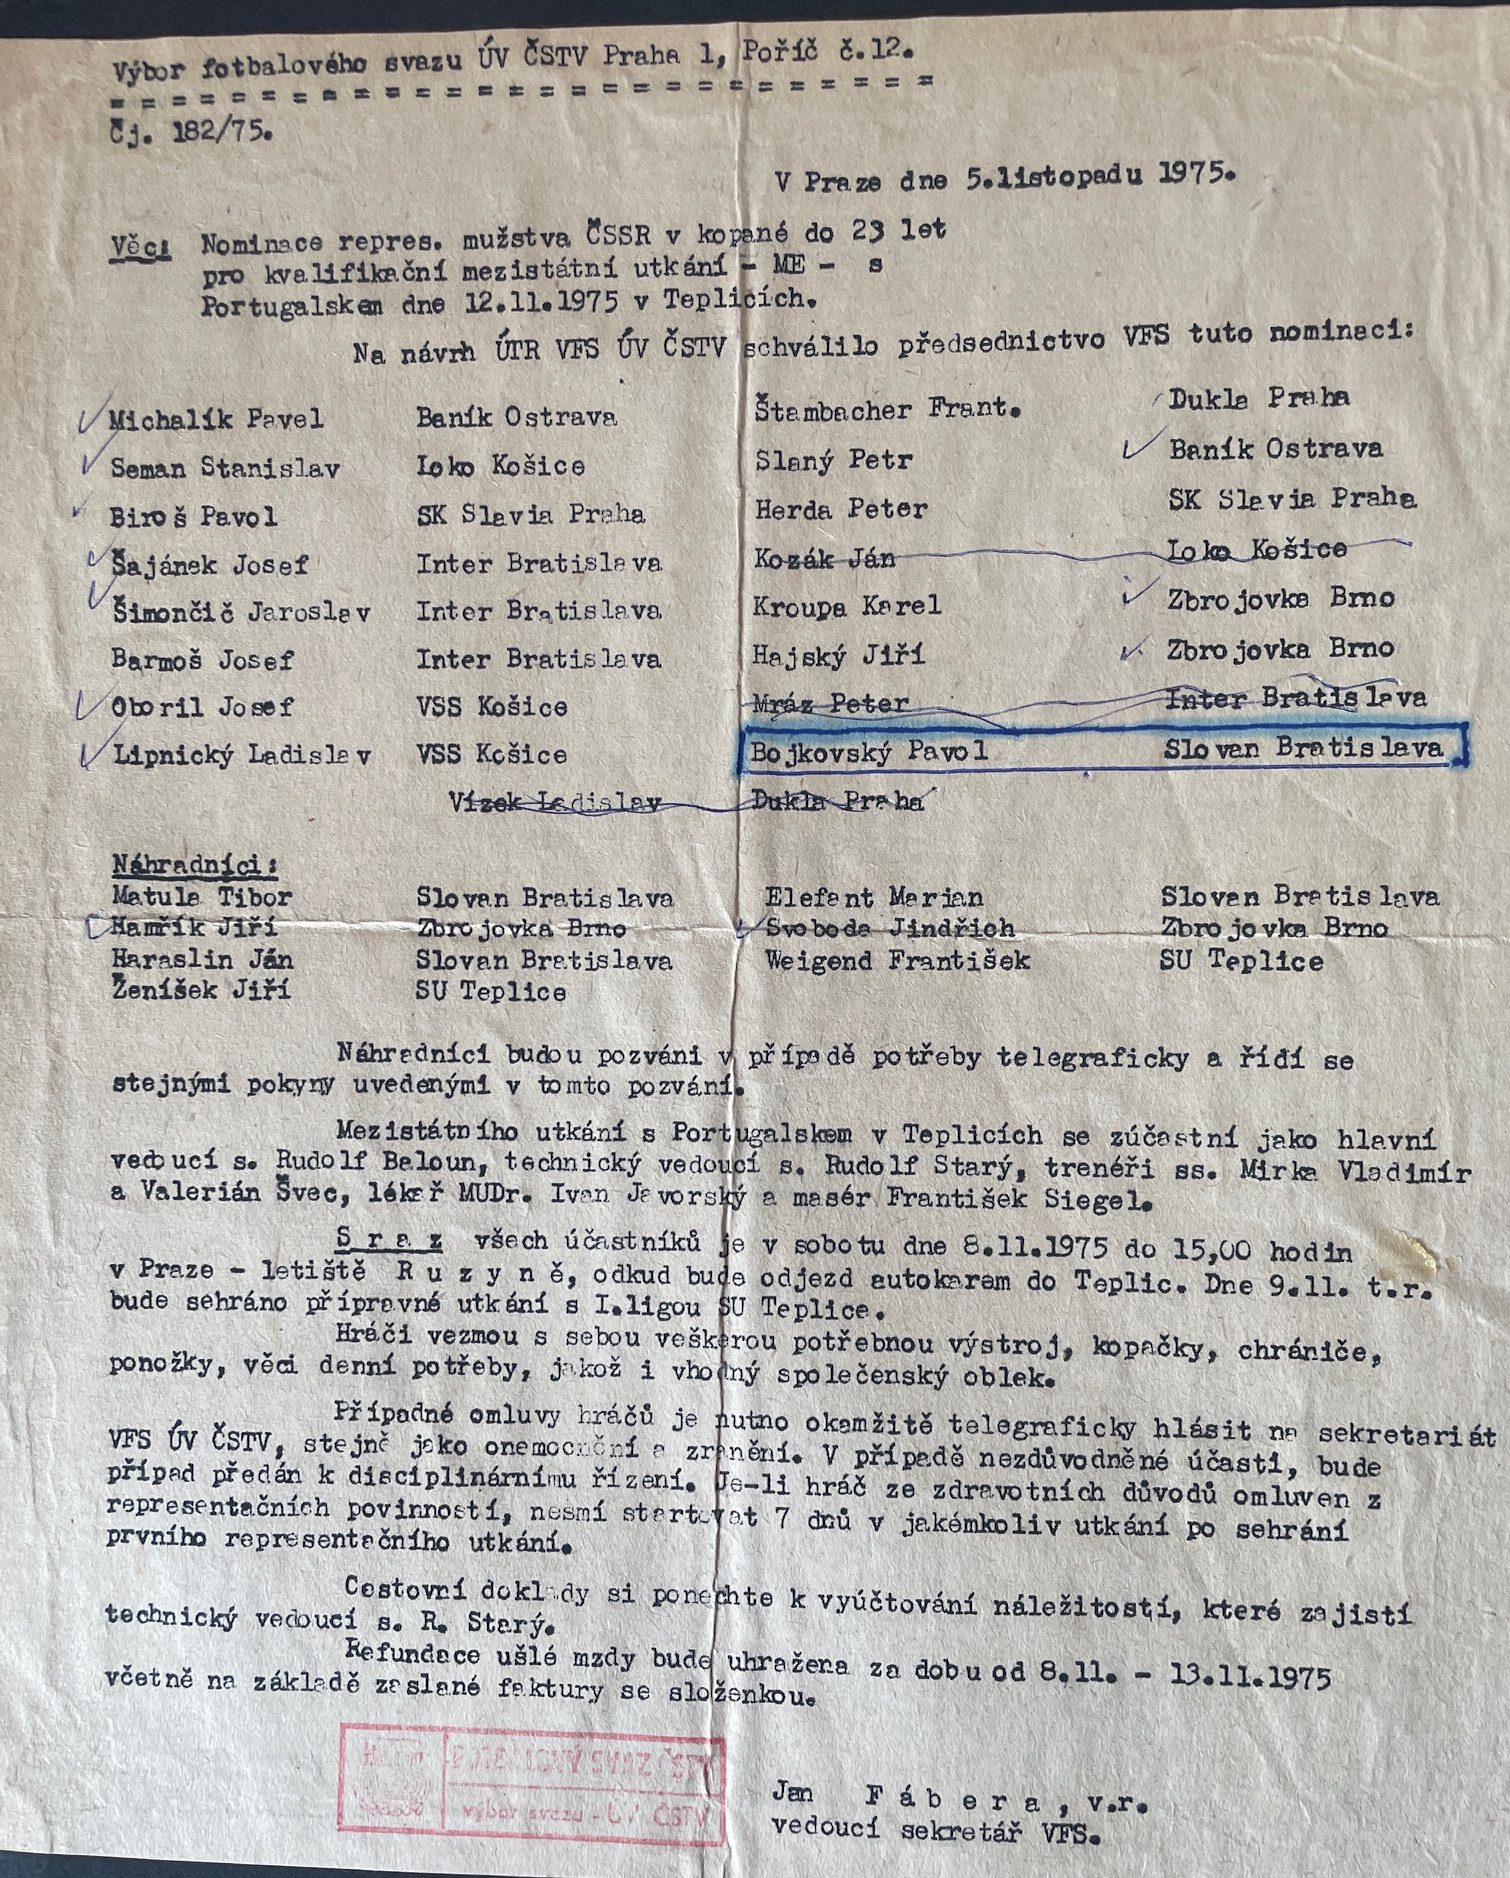 Výbor fotbalového svazu ÚV ČSTV Praha 1, Poříč č.12.
= = = = = = = = = = = = = = = = = = = = = = = = = = = =
Čj. 182/75.
V Praze dne 5.listopadu 1975.
Věc: Nominace repres. mužstva ČSSR v kopané do 23 let
pro kvalifikační mezistátní utkání - ME - s
Portugalskem dne 12.11.1975 v Teplicích.
Na návrh ÚTR VFS ÚV ČSTV schválilo předsednictvo VFS tuto nominaci:
Michalík Pavel Baník Ostrava Štambacher Frant. Dukla Praha
Seman Stanislav Loko Košice Slaný Petr Baník Ostrava
Biroš Pavol SK Slavia Praha Herda Peter SK Slavia Praha
Šajánek Josef Inter Bratislava Kozák Ján Loko Košice
Šimončič Jaroslav Inter Bratislava Kroupa Karel Zbrojovka Brno
Barmoš Josef Inter Bratislava Hajský Jiří Zbrojovka Brno
Oboril Josef VSS Košice Mráz Peter Inter Bratislava
Lipnický Ladislav VSS Košice Bojkovský Pavol Slovan Bratislava
Vízek Ladislav Dukla Praha
Náhradníci:
Matula Tibor Slovan Bratislava Elefant Marian Slovan Bratislava
Hamřík Jiří Zbrojovka Brno Svoboda Jindřich Zbrojovka Brno
Haraslin Ján Slovan Bratislava Weigend František SU Teplice
Ženíšek Jiří SU Teplice
Náhradníci budou pozváni v případě potřeby telegraficky a řídí se
stejnými pokyny uvedenými v tomto pozvání.
Mezistátního utkání s Portugalskem v Teplicích se zúčastní jako hlavní
vedoucí s. Rudolf Baloun, technický vedoucí s. Rudolf Starý, trenéři ss. Mirka Vladimír
a Valerián Švec, lékař MUDr. Ivan Javorský a masér František Siegel.
S r a z všech účastníků je v sobotu dne 8.11.1975 do 15,00 hodin
v Praze - letiště R u z y n ě, odkud bude odjezd autokarem do Teplic. Dne 9.11. t.r.
bude sehráno přípravné utkání s I.ligou SU Teplice.
Hráči vezmou s sebou veškerou potřebnou výstroj, kopačky, chrániče,
ponožky, věci denní potřeby, jakož i vhodný společenský oblek.
Případné omluvy hráčů je nutno okamžitě telegraficky hlásit na sekretariát
VFS ÚV ČSTV, stejně jako onemocnění a zranění. V případě nezdůvodněné účasti, bude
případ předán k disciplinárnímu řízení. Je-li hráč ze zdravotních důvodů omluven z
representačních povinností, nesmí startovat 7 dnů v jakémkoliv utkání po sehrání
prvního representačního utkání.
Cestovní doklady si ponechte k vyúčtování náležitostí, které zajistí
technický vedoucí s. R. Starý.
Refundace ušlé mzdy bude uhražena za dobu od 8.11. - 13.11.1975
včetně na základě zaslané faktury se složenkou.
výbor svazu - ÚV ČSTV
Jan F á b e r a , v.r.
vedoucí sekretář VFS.